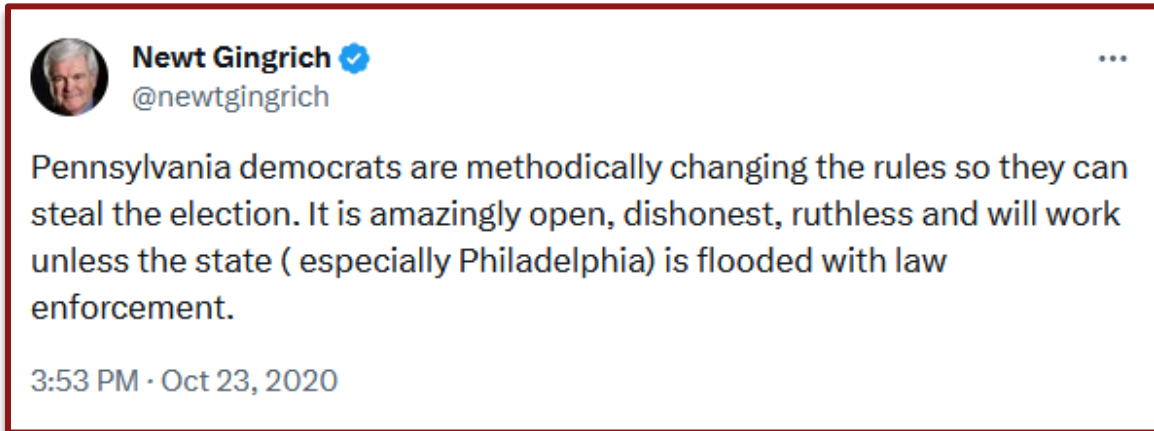 Newt Gingrich
@newtgingrich
Pennsylvania democrats are methodically changing the rules so they can
steal the election. It is amazingly open, dishonest, ruthless and will work
unless the state ( especially Philadelphia) is flooded with law
enforcement.
3:53 PM · Oct 23, 2020